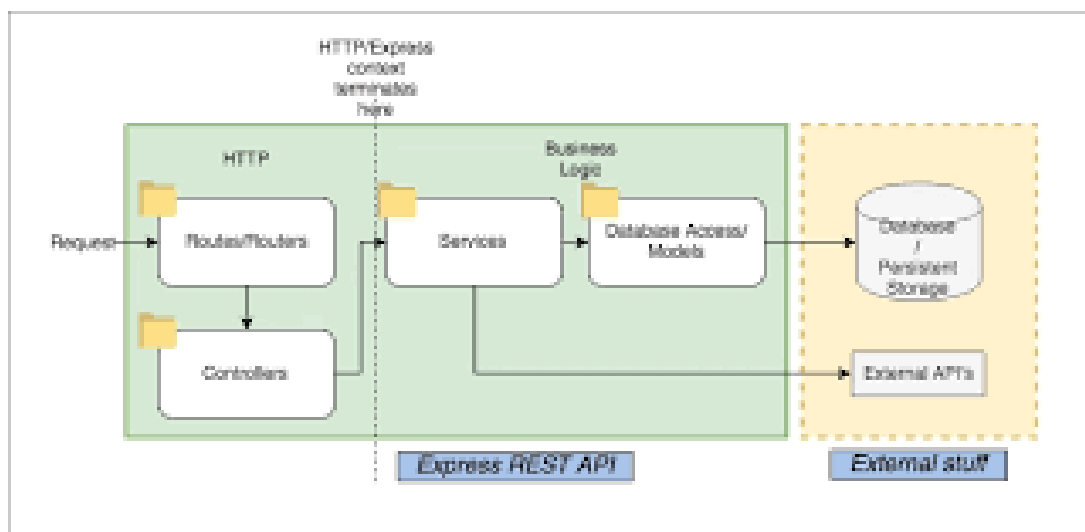 HTTP/Express
context
terminates
here
HTTP
Business
Logic
Request
Routes/Routers
Services
Database Access/
Models
Database
/
Persistent
Storage
Controllers
External API's
Express REST API
External stuff